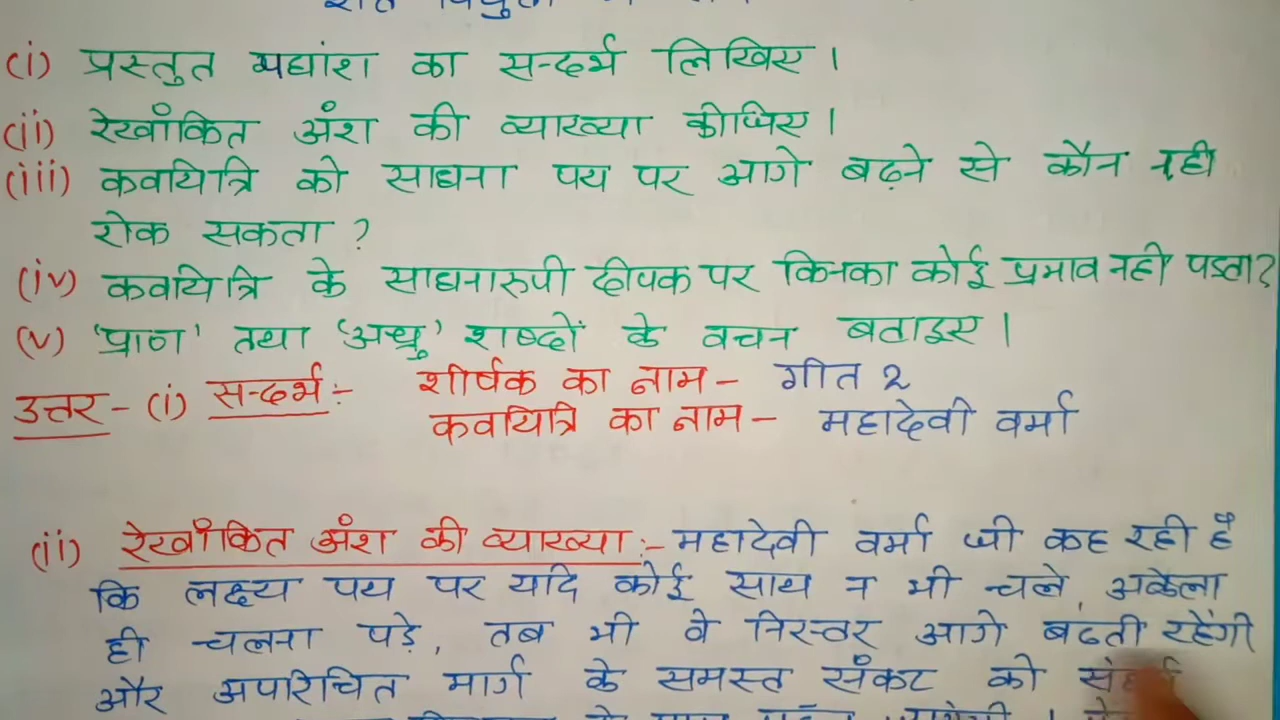 (i) प्रस्तुत पद्यांश का सन्दर्भ लिखिए।
(ii) रेखांकित अंश की व्याख्या कीजिए।
(iii) कवयित्रि को साधना पथ पर आगे बढ़ने से कौन नही
रोक सकता ?
(iv) कवयित्रि के साधनारुपी दीपक पर किनका कोई प्रभाव नही पडता?
(v) 'प्राण' तथा 'अश्रु' शब्दों के वचन बताइए।
उत्तर - (i) सन्दर्भ :- शीर्षक का नाम - गीत 2
कवयित्रि का नाम - महादेवी वर्मा
(ii) रेखांकित अंश की व्याख्या :- महादेवी वर्मा जी कह रही है
कि लक्ष्य पथ पर यदि कोई साथ न भी चले, अकेला
ही चलना पड़े, तब भी वे निरन्तर आगे बढती रहेंगी
और अपरिचित मार्ग के समस्त संकट को